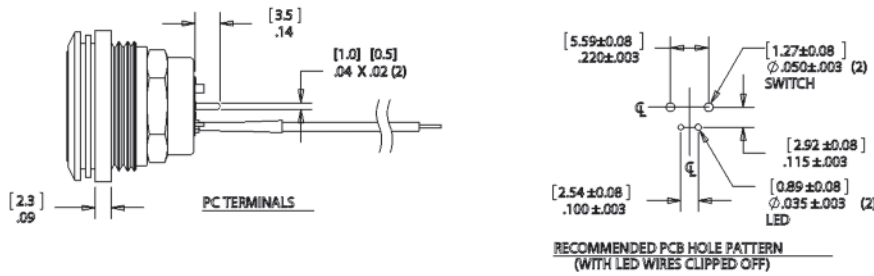 [3.5]
.14
[1.0] [0.5]
.04 X .02 (2)
[2.3]
.09
PC TERMINALS
[5.59±0.08]
.220±.003
[1.27±0.08]
∅.050±.003 (2)
SWITCH
℄
℄
[2.92±0.08]
.115±.003
[2.54±0.08]
.100±.003
[0.89±0.08]
∅.035±.003 (2)
LED
RECOMMENDED PCB HOLE PATTERN
(WITH LED WIRES CLIPPED OFF)